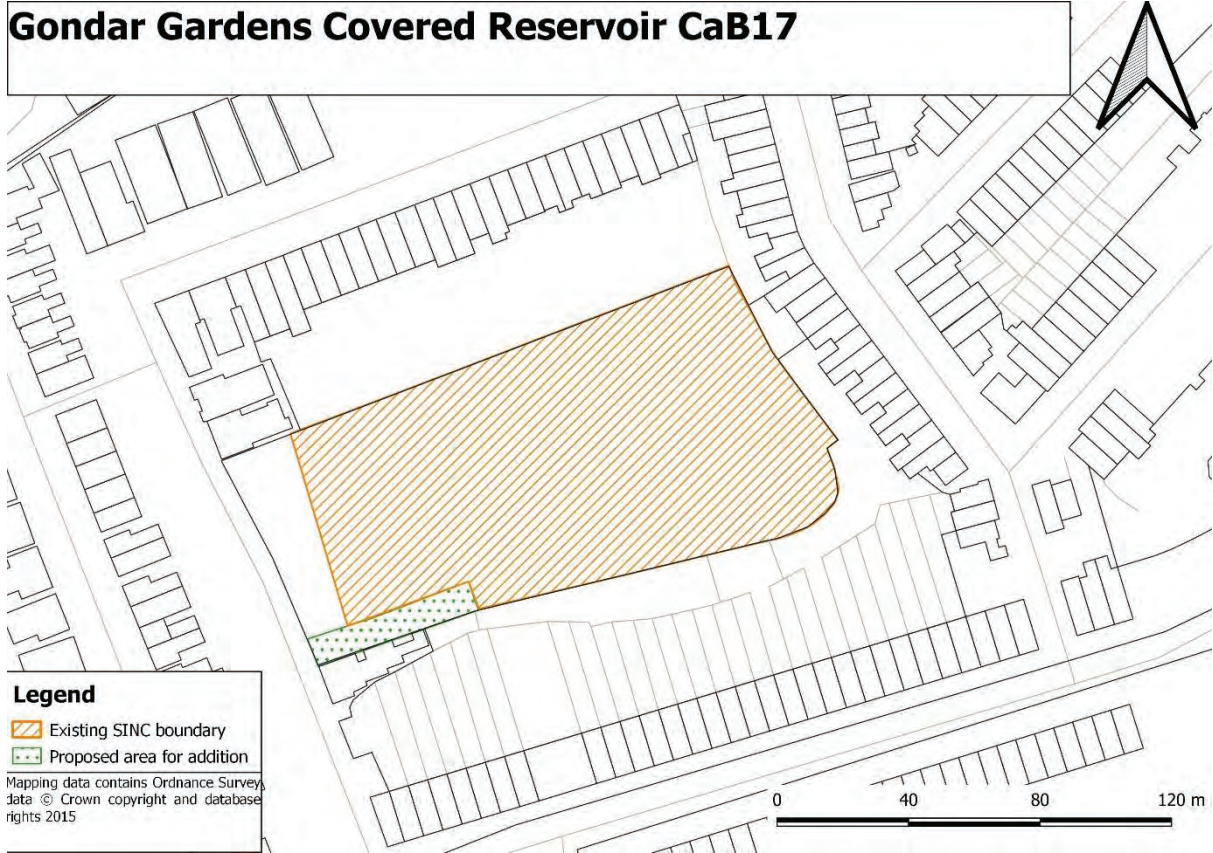 Gondar Gardens Covered Reservoir CaB17
Legend
Existing SINC boundary
Proposed area for addition
Mapping data contains Ordnance Survey
data © Crown copyright and database
rights 2015
0 40 80 120 m